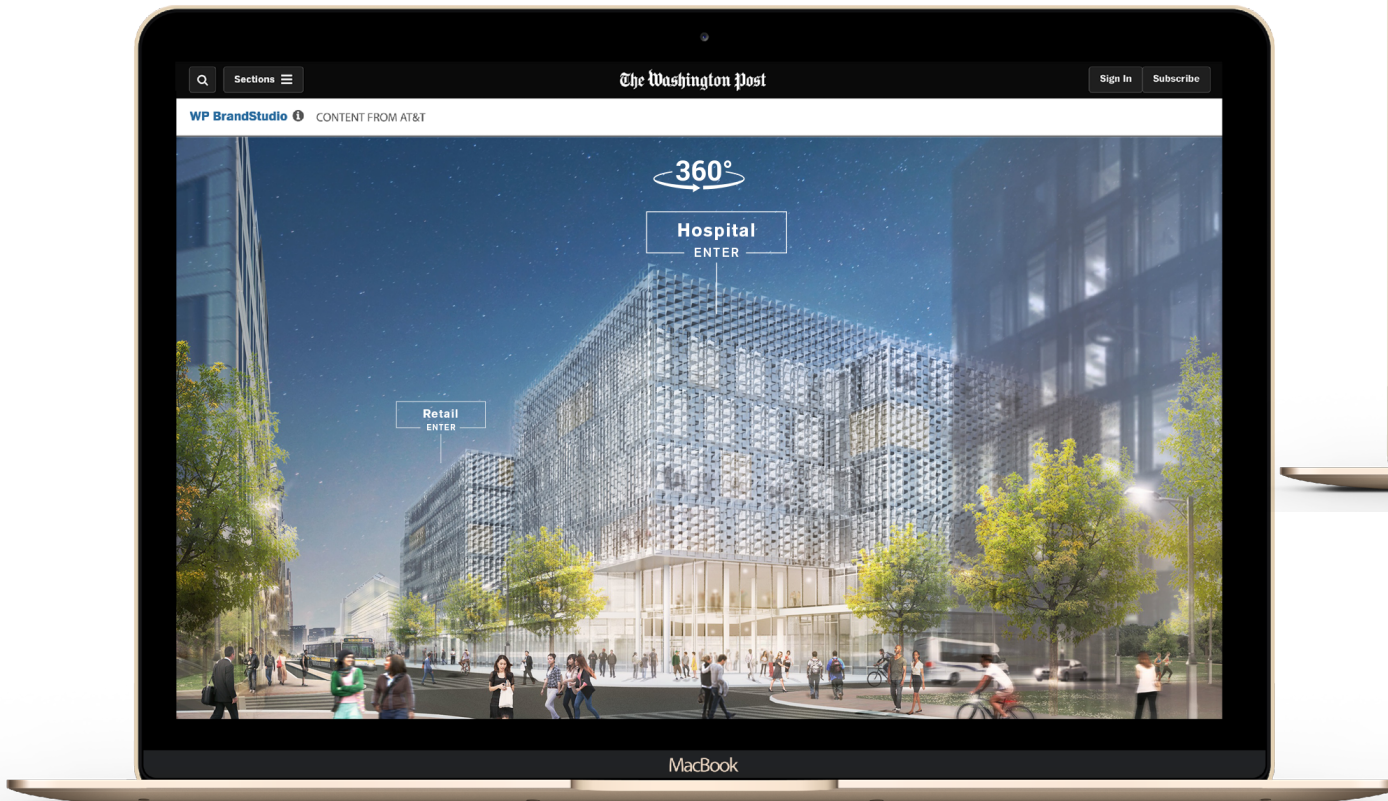 Sections
The Washington Post
Sign In
Subscribe
WP BrandStudio
CONTENT FROM AT&T
360°
Hospital
ENTER
Retail
ENTER
MacBook